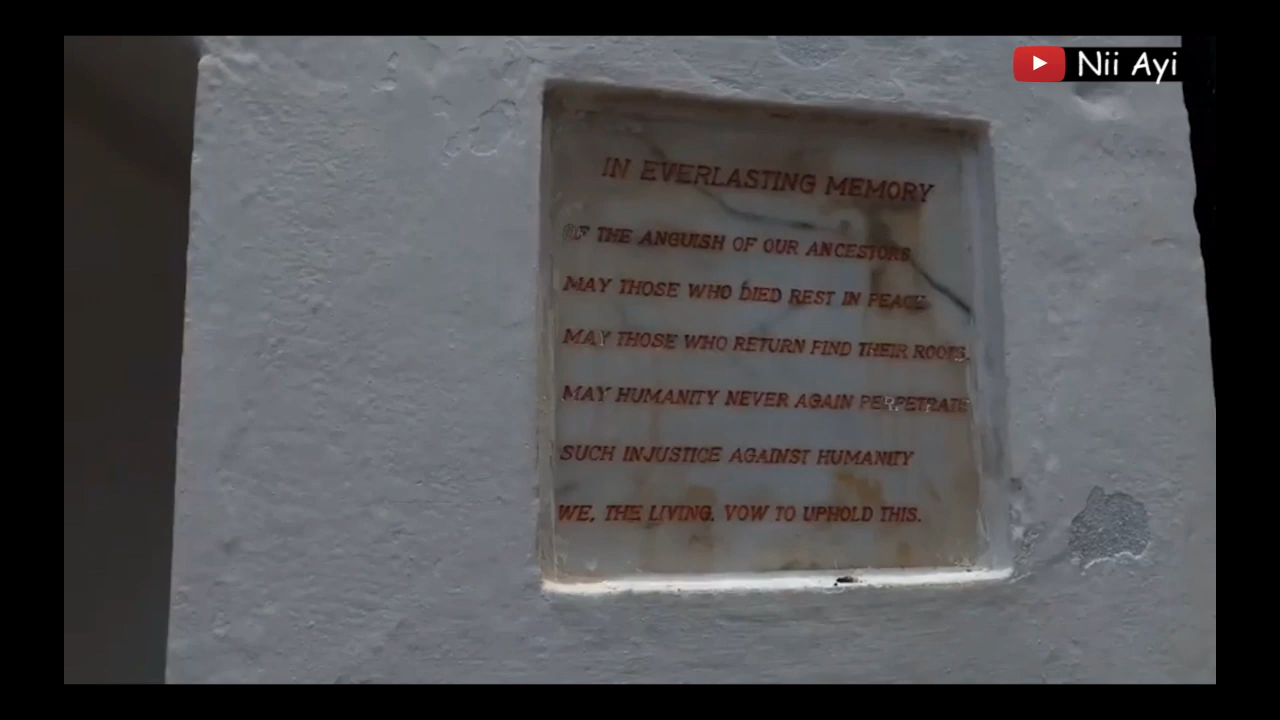 Nii Ayi
IN EVERLASTING MEMORY
OF THE ANGUISH OF OUR ANCESTORS
MAY THOSE WHO DIED REST IN PEACE
MAY THOSE WHO RETURN FIND THEIR ROOTS.
MAY HUMANITY NEVER AGAIN PERPETRATE
SUCH INJUSTICE AGAINST HUMANITY
WE, THE LIVING, VOW TO UPHOLD THIS.